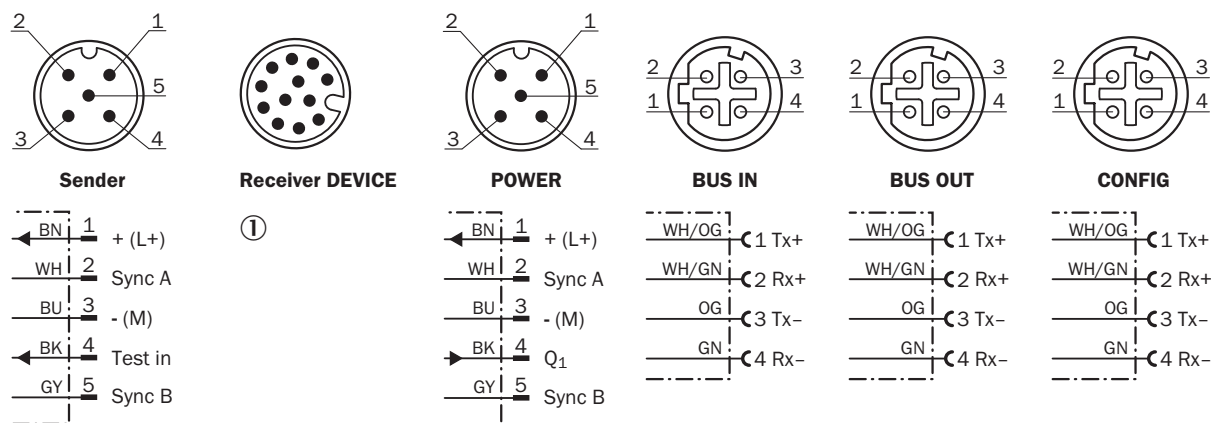 2 1 5 3 4
2 1 5 3 4
2 3 1 4
2 3 1 4
2 3 1 4
Sender
Receiver DEVICE
POWER
BUS IN
BUS OUT
CONFIG
BN 1 + (L+)
WH 2 Sync A
BU 3 - (M)
BK 4 Test in
GY 5 Sync B
①
BN 1 + (L+)
WH 2 Sync A
BU 3 - (M)
BK 4 Q1
GY 5 Sync B
WH/OG 1 Tx+
WH/GN 2 Rx+
OG 3 Tx–
GN 4 Rx–
WH/OG 1 Tx+
WH/GN 2 Rx+
OG 3 Tx–
GN 4 Rx–
WH/OG 1 Tx+
WH/GN 2 Rx+
OG 3 Tx–
GN 4 Rx–